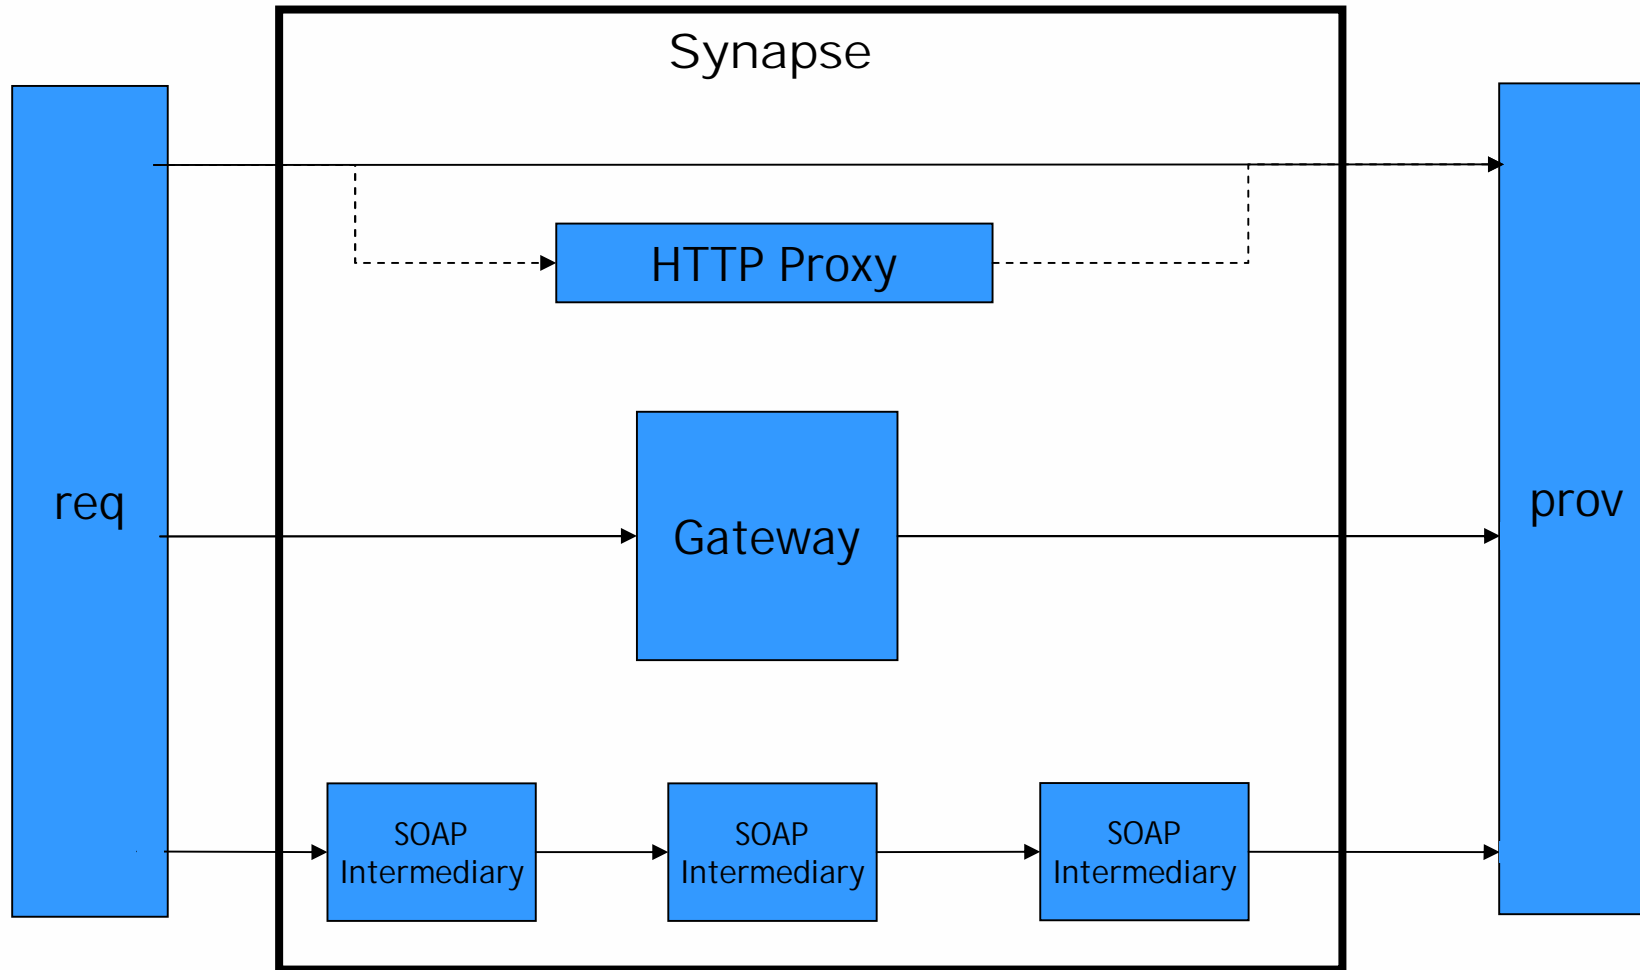 Synapse
HTTP Proxy
req
Gateway
prov
SOAP
Intermediary
SOAP
Intermediary
SOAP
Intermediary